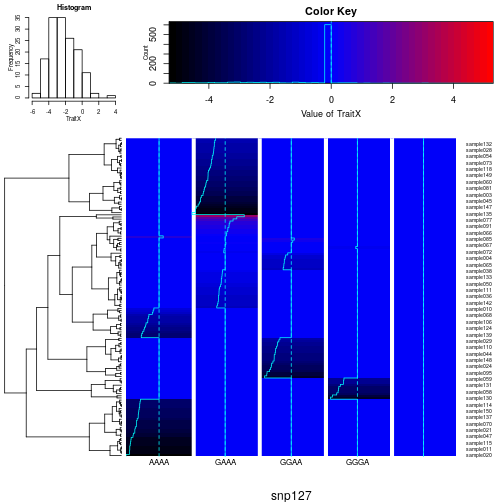 Histogram
Frequency
0 5 10 15 20 25 30 35
-6 -4 -2 0 2 4
TraitX
Color Key
Count
0 200 500
-4 -2 0 2 4
Value of TraitX
sample132
sample028
sample054
sample073
sample118
sample149
sample060
sample081
sample003
sample045
sample147
sample135
sample077
sample091
sample066
sample085
sample067
sample072
sample004
sample065
sample038
sample133
sample050
sample111
sample036
sample142
sample010
sample068
sample106
sample124
sample139
sample029
sample110
sample044
sample148
sample024
sample095
sample059
sample131
sample058
sample130
sample114
sample150
sample137
sample070
sample021
sample047
sample115
sample011
sample020
AAAA GAAA GGAA GGGA
snp127